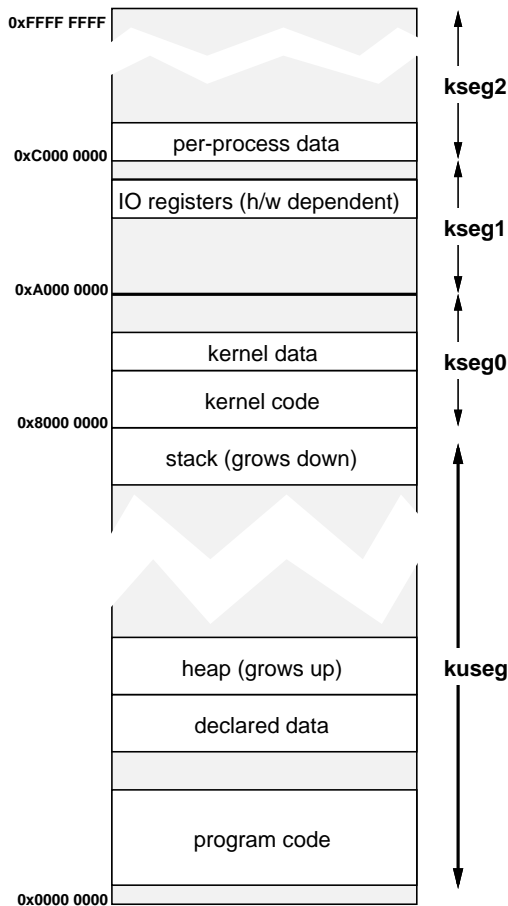 0xFFFF FFFF
kseg2
per-process data
0xC000 0000
IO registers (h/w dependent)
kseg1
0xA000 0000
kernel data
kseg0
kernel code
0x8000 0000
stack (grows down)
heap (grows up)
kuseg
declared data
program code
0x0000 0000